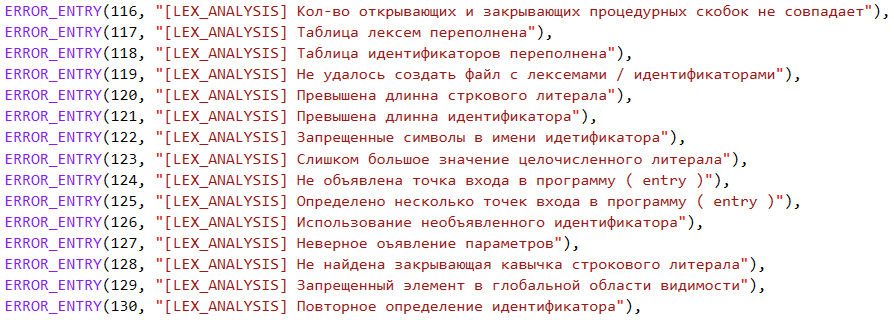 ERROR_ENTRY(116, "[LEX_ANALYSIS] Кол-во открывающих и закрывающих процедурных скобок не совпадает"),
ERROR_ENTRY(117, "[LEX_ANALYSIS] Таблица лексем переполнена"),
ERROR_ENTRY(118, "[LEX_ANALYSIS] Таблица идентификаторов переполнена"),
ERROR_ENTRY(119, "[LEX_ANALYSIS] Не удалось создать файл с лексемами / идентификаторами"),
ERROR_ENTRY(120, "[LEX_ANALYSIS] Превышена длинна стркового литерала"),
ERROR_ENTRY(121, "[LEX_ANALYSIS] Превышена длинна идентификатора"),
ERROR_ENTRY(122, "[LEX_ANALYSIS] Запрещенные символы в имени идетификатора"),
ERROR_ENTRY(123, "[LEX_ANALYSIS] Слишком большое значение целочисленного литерала"),
ERROR_ENTRY(124, "[LEX_ANALYSIS] Не объявлена точка входа в программу ( entry )"),
ERROR_ENTRY(125, "[LEX_ANALYSIS] Определено несколько точек входа в программу ( entry )"),
ERROR_ENTRY(126, "[LEX_ANALYSIS] Использование необъявленного идентификатора"),
ERROR_ENTRY(127, "[LEX_ANALYSIS] Неверное оъявление параметров"),
ERROR_ENTRY(128, "[LEX_ANALYSIS] Не найдена закрывающая кавычка строкового литерала"),
ERROR_ENTRY(129, "[LEX_ANALYSIS] Запрещенный элемент в глобальной области видимости"),
ERROR_ENTRY(130, "[LEX_ANALYSIS] Повторное определение идентификатора"),